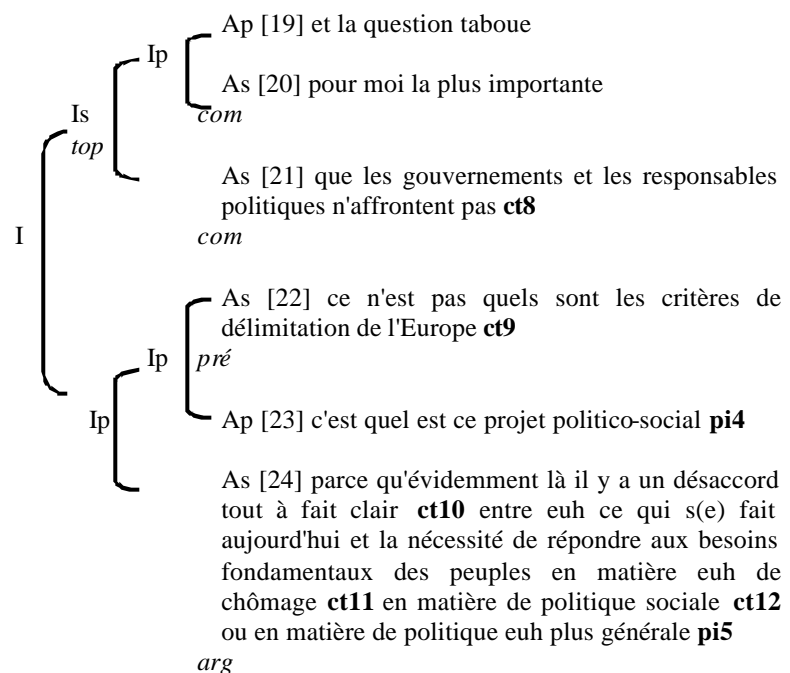 Ap [19] et la question taboue
Ip
As [20] pour moi la plus importante
Is
com
top
As [21] que les gouvernements et les responsables
politiques n'affrontent pas ct8
I
com
As [22] ce n'est pas quels sont les critères de
délimitation de l'Europe ct9
Ip
pré
Ip
Ap [23] c'est quel est ce projet politico-social pi4
As [24] parce qu'évidemment là il y a un désaccord
tout à fait clair ct10 entre euh ce qui s(e) fait
aujourd'hui et la nécessité de répondre aux besoins
fondamentaux des peuples en matière euh de
chômage ct11 en matière de politique sociale ct12
ou en matière de politique euh plus générale pi5
arg